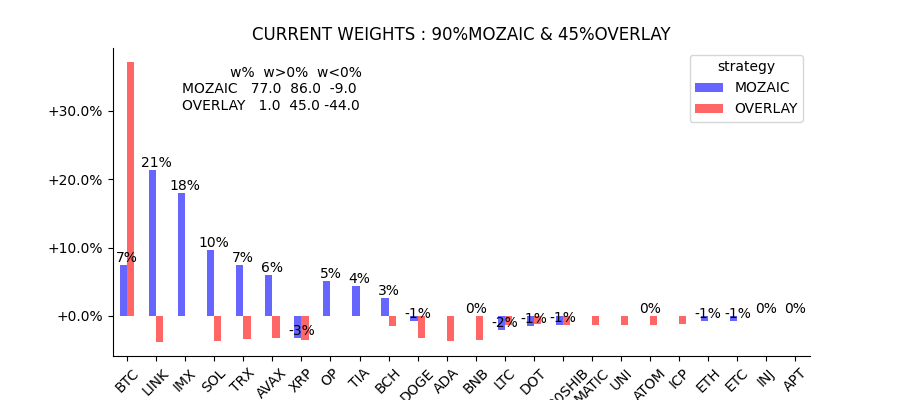 CURRENT WEIGHTS : 90%MOZAIC & 45%OVERLAY
w% w>0% w<0%
MOZAIC 77.0 86.0 -9.0
OVERLAY 1.0 45.0 -44.0
strategy
MOZAIC
OVERLAY
+30.0%
+20.0%
+10.0%
+0.0%
7% 21% 18% 10% 7% 6% -3% 5% 4% 3% -1% 0% -2% -1% -1% 0% -1% -1% 0% 0%
BTC LINK IMX SOL TRX AVAX XRP OP TIA BCH DOGE ADA BNB LTC DOT 0SHIB MATIC UNI ATOM ICP ETH ETC INJ APT